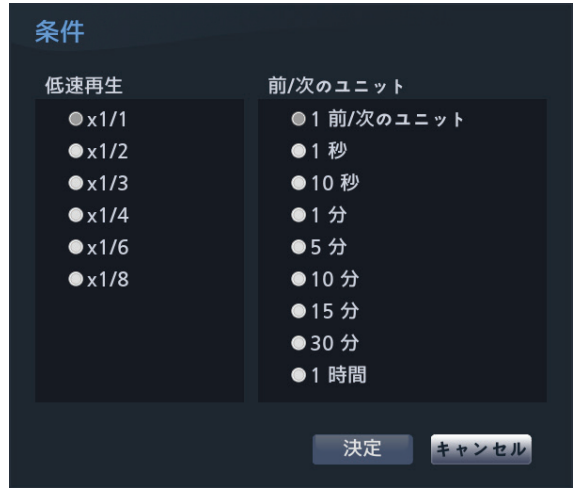 条件
低速再生
x1/1
x1/2
x1/3
x1/4
x1/6
x1/8
前/次のユニット
1 前/次のユニット
1 秒
10 秒
1 分
5 分
10 分
15 分
30 分
1 時間
決定
キャンセル